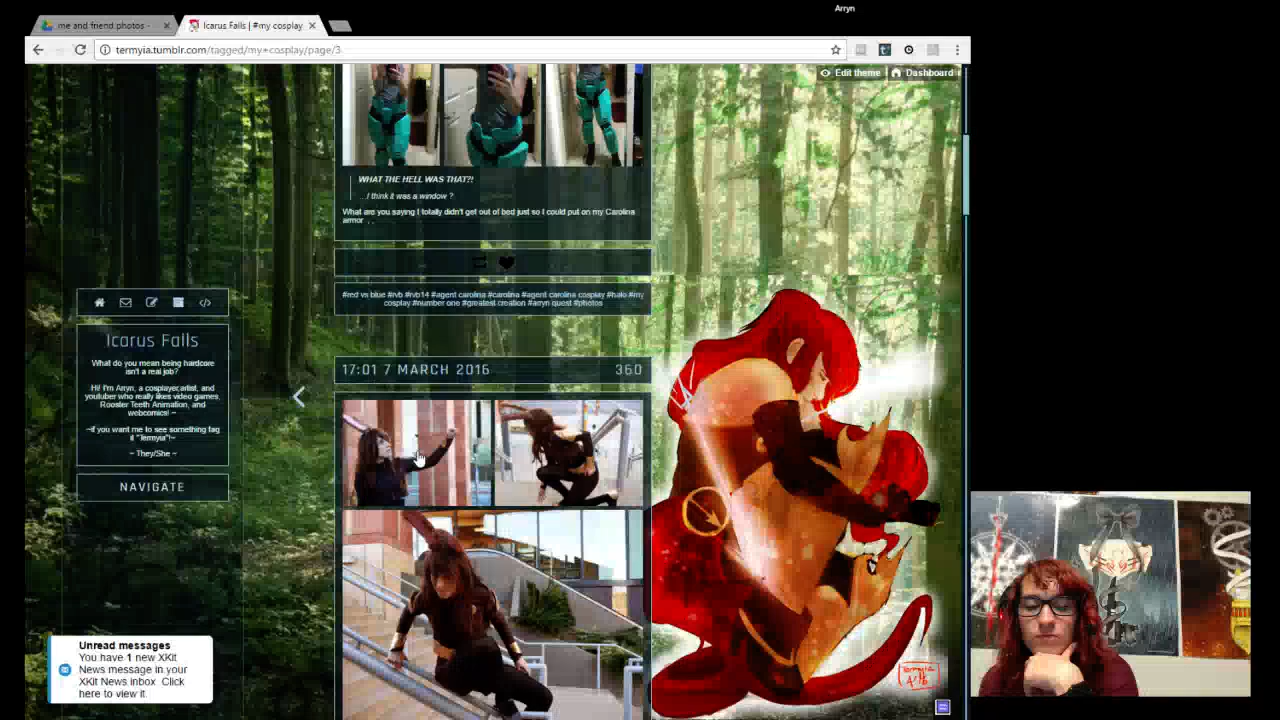 Arryn
me and friend photos -
Icarus Falls | #my cosplay
termyia.tumblr.com/tagged/my+cosplay/page/3
Edit theme
Dashboard
WHAT THE HELL WAS THAT?!
...I think it was a window ?
What are you saying I totally didn't get out of bed just so I could put on my Carolina
armor . .
#red vs blue #rvb #rvb14 #agent carolina #carolina #agent carolina cosplay #halo #my
cosplay #number one #greatest creation #arryn quest #photos
17:01 7 MARCH 2016
360
Icarus Falls
What do you mean being hardcore
isn't a real job?
Hi! I'm Arryn, a cosplayer,artist, and
youtuber who really likes video games,
Rooster Teeth Animation, and
webcomics! ~
~if you want me to see something tag
it "Termyia"!~
~ They/She ~
NAVIGATE
Unread messages
You have 1 new XKit
News message in your
XKit News inbox Click
here to view it.
Termyia